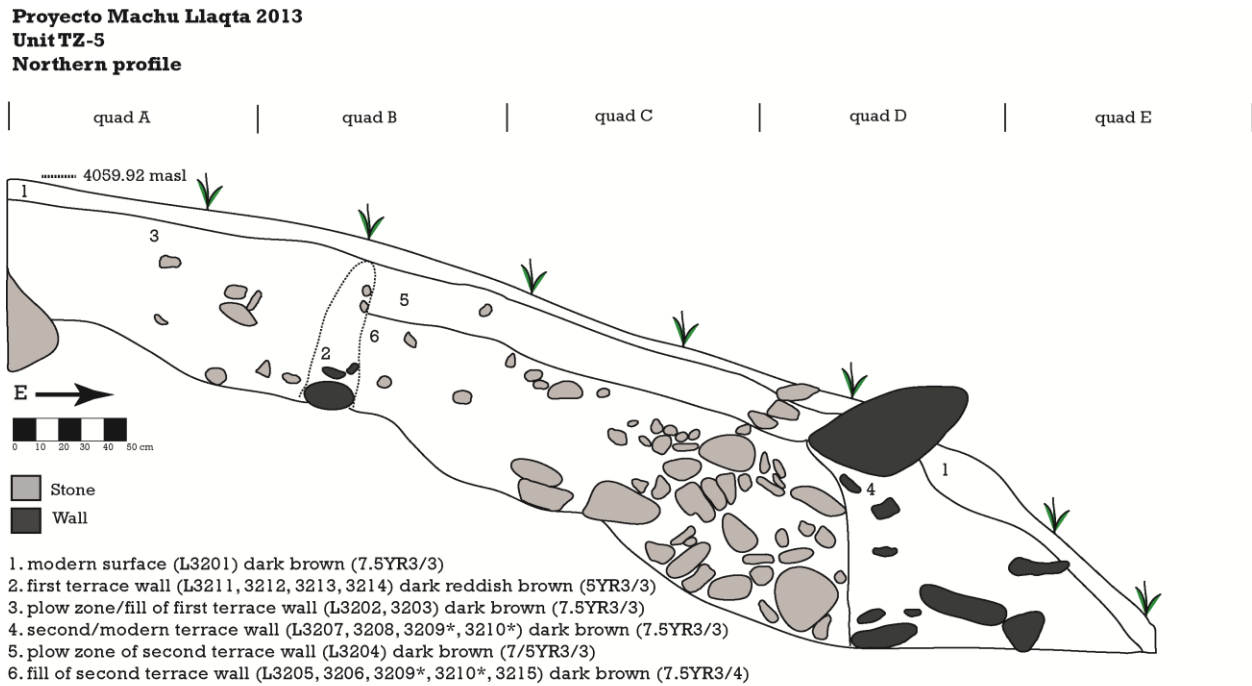 Proyecto Machu Llaqta 2013
Unit TZ-5
Northern profile
quad A quad B quad C quad D quad E
4059.92 masl
1
3
5
6
2
1
4
E
0 10 20 30 40 50 cm
Stone
Wall
1. modern surface (L3201) dark brown (7.5YR3/3)
2. first terrace wall (L3211, 3212, 3213, 3214) dark reddish brown (5YR3/3)
3. plow zone/fill of first terrace wall (L3202, 3203) dark brown (7.5YR3/3)
4. second/modern terrace wall (L3207, 3208, 3209*, 3210*) dark brown (7.5YR3/3)
5. plow zone of second terrace wall (L3204) dark brown (7/5YR3/3)
6. fill of second terrace wall (L3205, 3206, 3209*, 3210*, 3215) dark brown (7.5YR3/4)